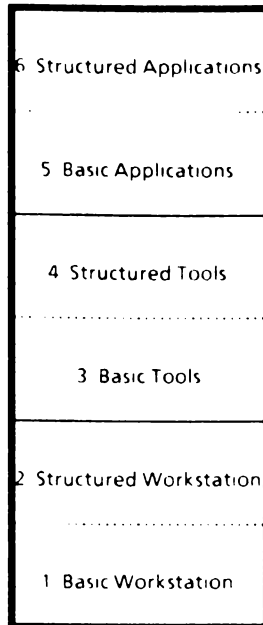 6 Structured Applications
5 Basic Applications
4 Structured Tools
3 Basic Tools
2 Structured Workstation
1 Basic Workstation